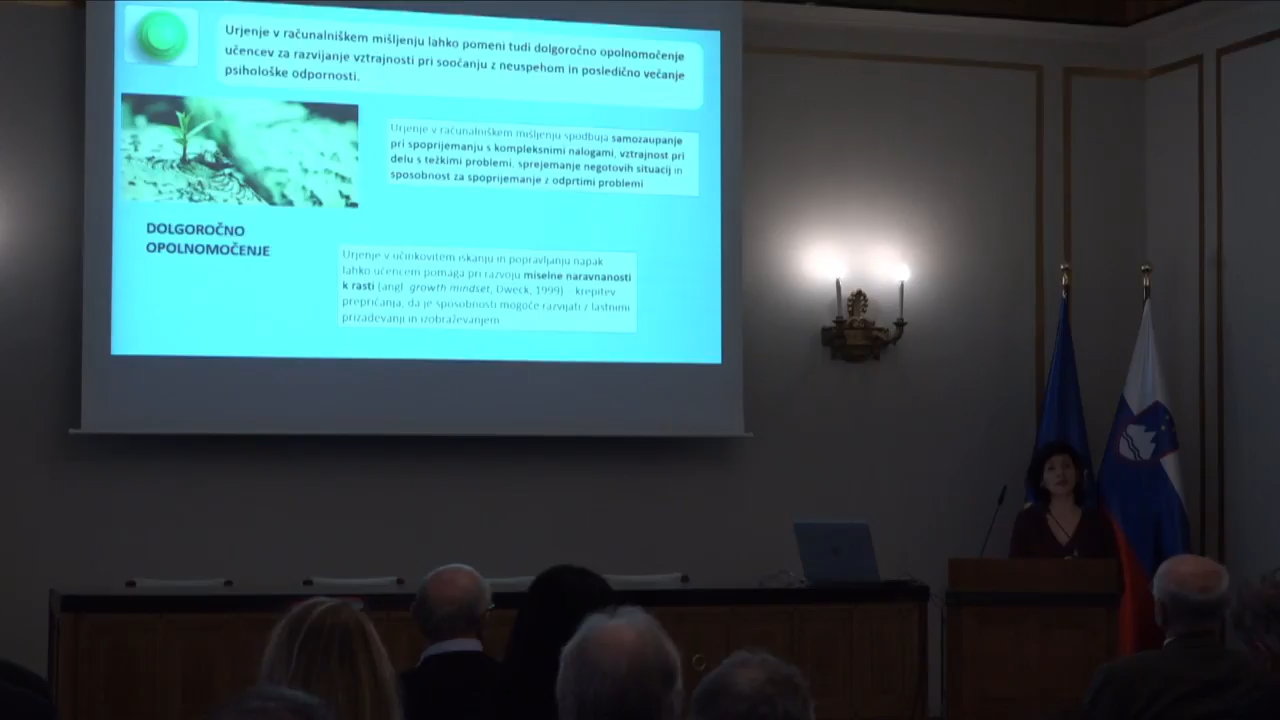 Urjenje v računalniškem mišljenju lahko pomeni tudi dolgoročno opolnomočenje
učencev za razvijanje vztrajnosti pri soočanju z neuspehom in posledično večanje
psihološke odpornosti.
Urjenje v računalniškem mišljenju spodbuja samozaupanje
pri spoprijemanju s kompleksnimi nalogami, vztrajnost pri
delu s težkimi problemi, sprejemanje negotovih situacij in
sposobnost za spoprijemanje z odprtimi problemi
DOLGOROČNO
OPOLNOMOČENJE
Urjenje v učinkovitem iskanju in popravljanju napak
lahko učencem pomaga pri razvoju miselne naravnanosti
k rasti (angl. growth mindset, Dweck, 1999) – krepitev
prepričanja, da je sposobnosti mogoče razvijati z lastnimi
prizadevanji in izobraževanjem